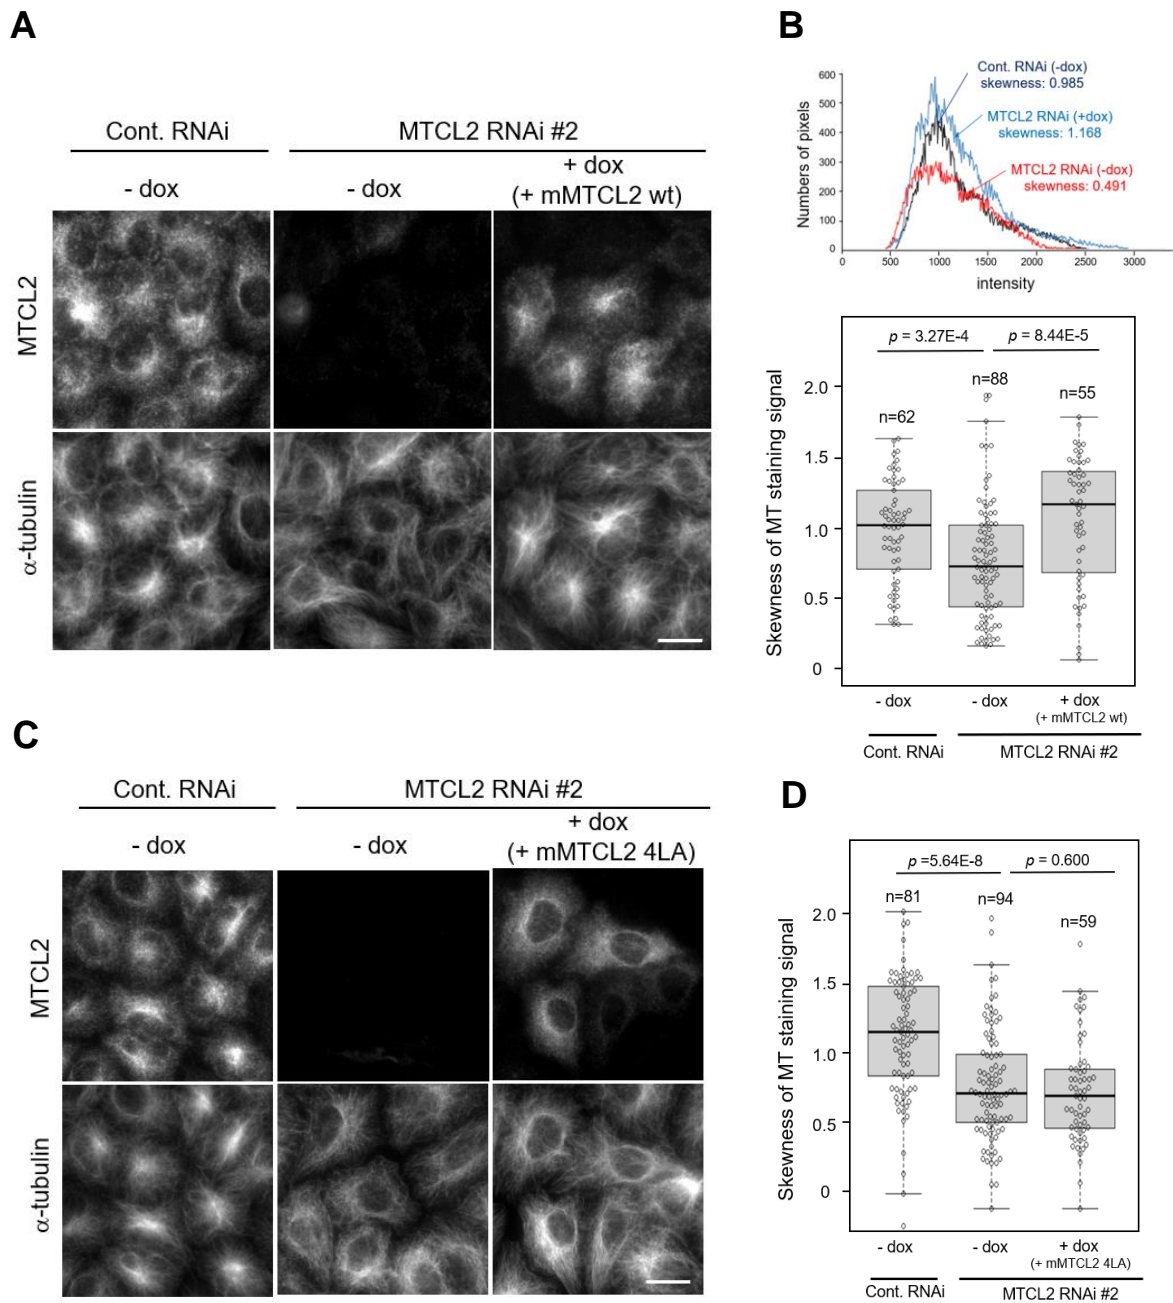 A
Cont. RNAi
MTCL2 RNAi #2
- dox
- dox
+ dox
(+ mMTCL2 wt)
MTCL2
α-tubulin
B
Cont. RNAi (-dox)
skewness: 0.985
MTCL2 RNAi (+dox)
skewness: 1.168
MTCL2 RNAi (-dox)
skewness: 0.491
Numbers of pixels
600
500
400
300
200
100
0
0 500 1000 1500 2000 2500 3000
intensity
p = 3.27E-4
p = 8.44E-5
n=62
n=88
n=55
Skewness of MT staining signal
2.0
1.5
1.0
0.5
0
- dox
- dox
+ dox
(+ mMTCL2 wt)
Cont. RNAi
MTCL2 RNAi #2
C
Cont. RNAi
MTCL2 RNAi #2
- dox
- dox
+ dox
(+ mMTCL2 4LA)
MTCL2
α-tubulin
D
p =5.64E-8
p = 0.600
n=81
n=94
n=59
Skewness of MT staining signal
2.0
1.5
1.0
0.5
0
- dox
- dox
+ dox
(+ mMTCL2 4LA)
Cont. RNAi
MTCL2 RNAi #2